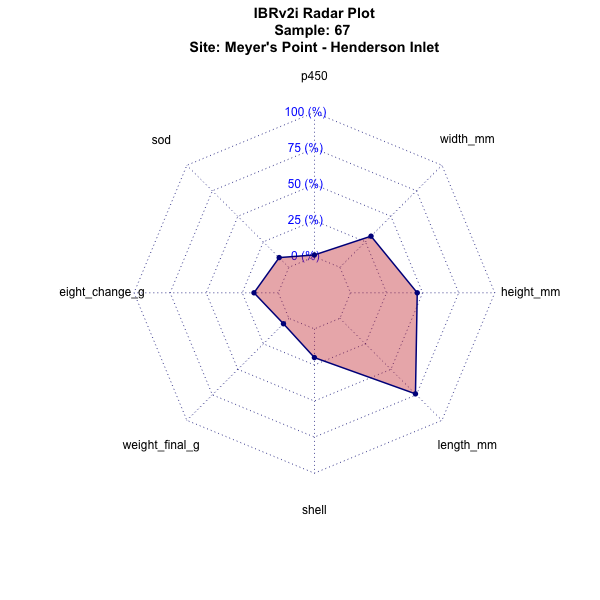 IBRv2i Radar Plot
Sample: 67
Site: Meyer's Point - Henderson Inlet
p450
100 (%)
sod
width_mm
75 (%)
50 (%)
25 (%)
0 (%)
eight_change_g
height_mm
weight_final_g
length_mm
shell